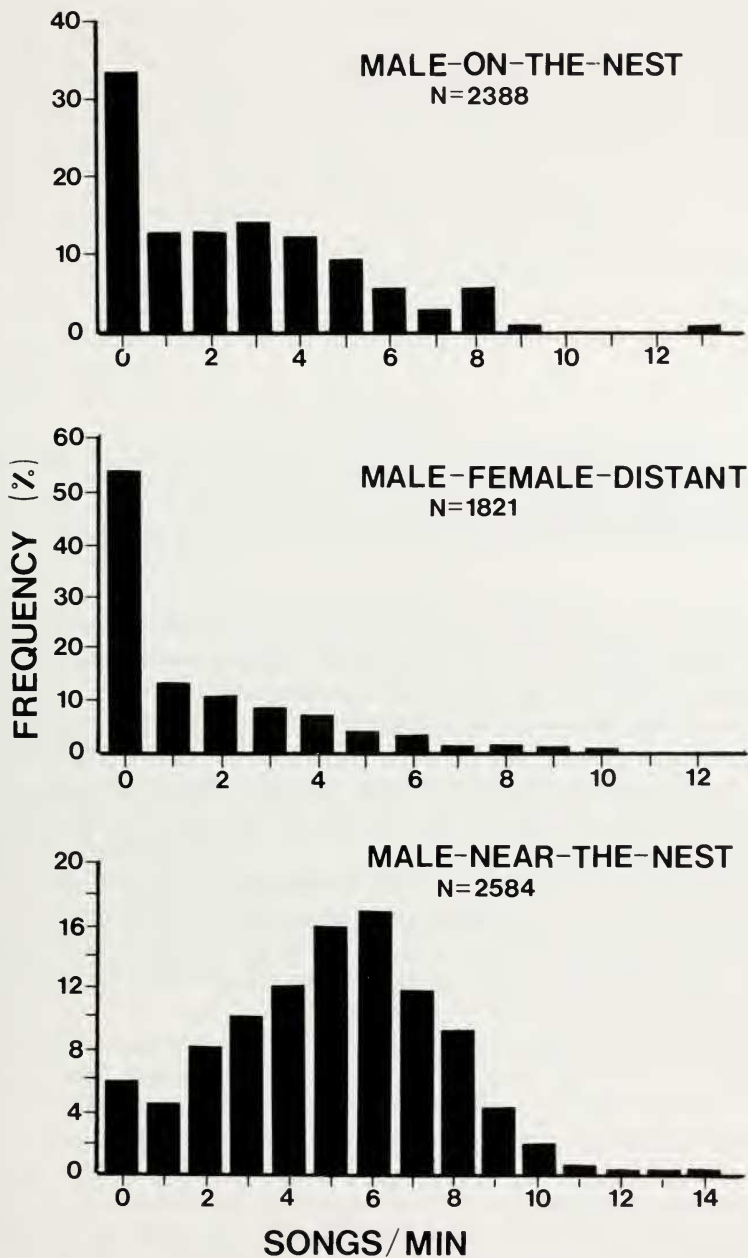 MALE-ON-THE-NEST
N=2388
40
30
20
10
0
0 2 4 6 8 10 12
MALE-FEMALE-DISTANT
N=1821
60
50
40
30
20
10
0
0 2 4 6 8 10 12
FREQUENCY (%)
MALE-NEAR-THE-NEST
N=2584
20
16
12
8
4
0
0 2 4 6 8 10 12 14
SONGS/MIN